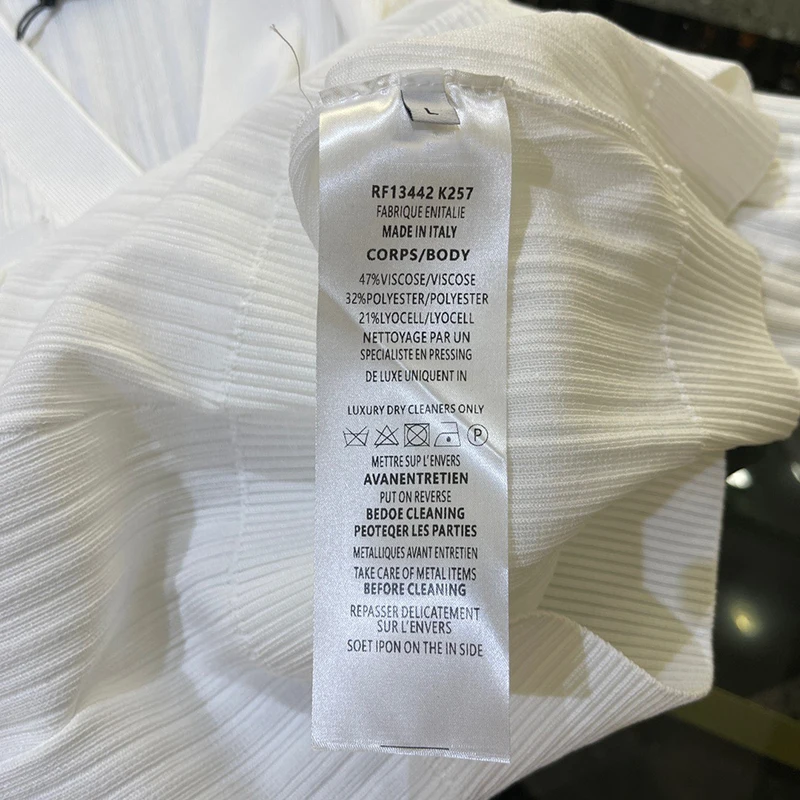 L
RF13442 K257
FABRIQUE ENITALIE
MADE IN ITALY
CORPS/BODY
47%VISCOSE/VISCOSE
32%POLYESTER/POLYESTER
21%LYOCELL/LYOCELL
NETTOYAGE PAR UN
SPECIALISTE EN PRESSING
DE LUXE UNIQUENT IN
LUXURY DRY CLEANERS ONLY
P
METTRE SUP L'ENVERS
AVANENTRETIEN
PUT ON REVERSE
BEDOE CLEANING
PEOTEQER LES PARTIES
METALLIQUES AVANT ENTRETIEN
TAKE CARE OF METAL ITEMS
BEFORE CLEANING
REPASSER DELICATEMENT
SUR L'ENVERS
SOET IPON ON THE IN SIDE